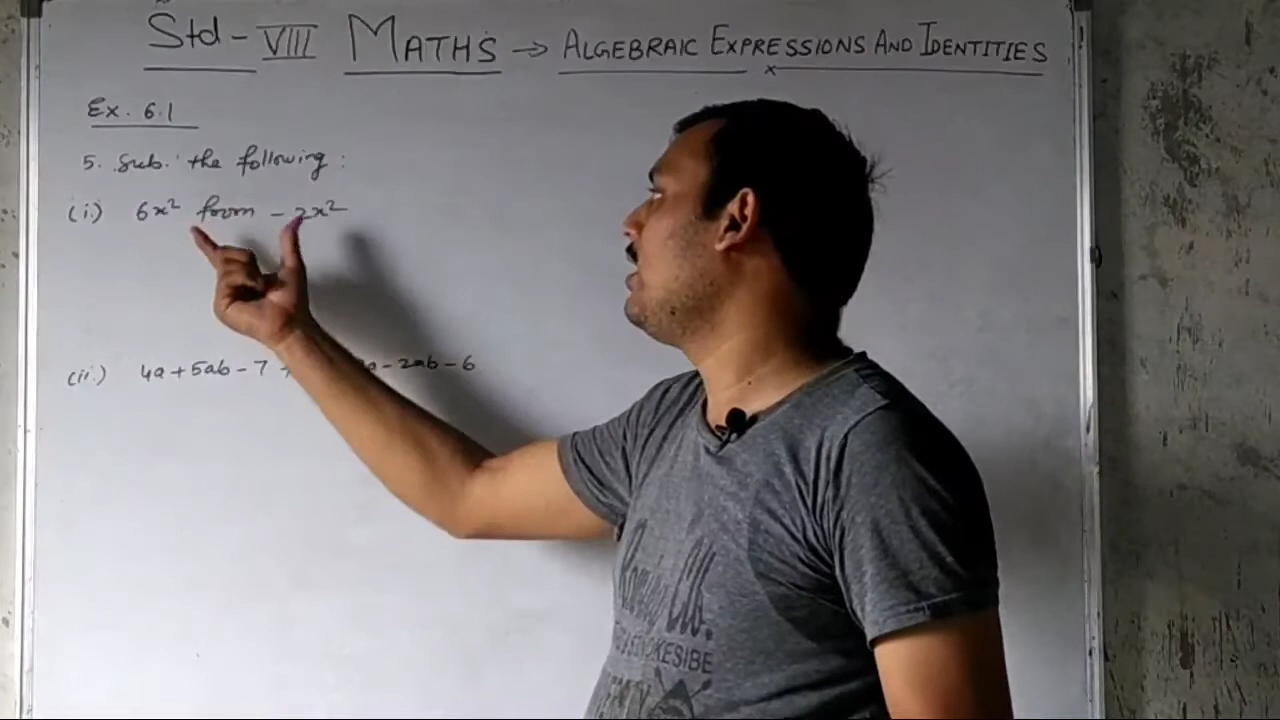 Std - VIII MATHS → ALGEBRAIC EXPRESSIONS AND IDENTITIES
Ex. 6.1
5. Sub. the following :
(i.) 6x² from - 2x²
(ii.) 4a + 5ab - 7 - 2ab - 6